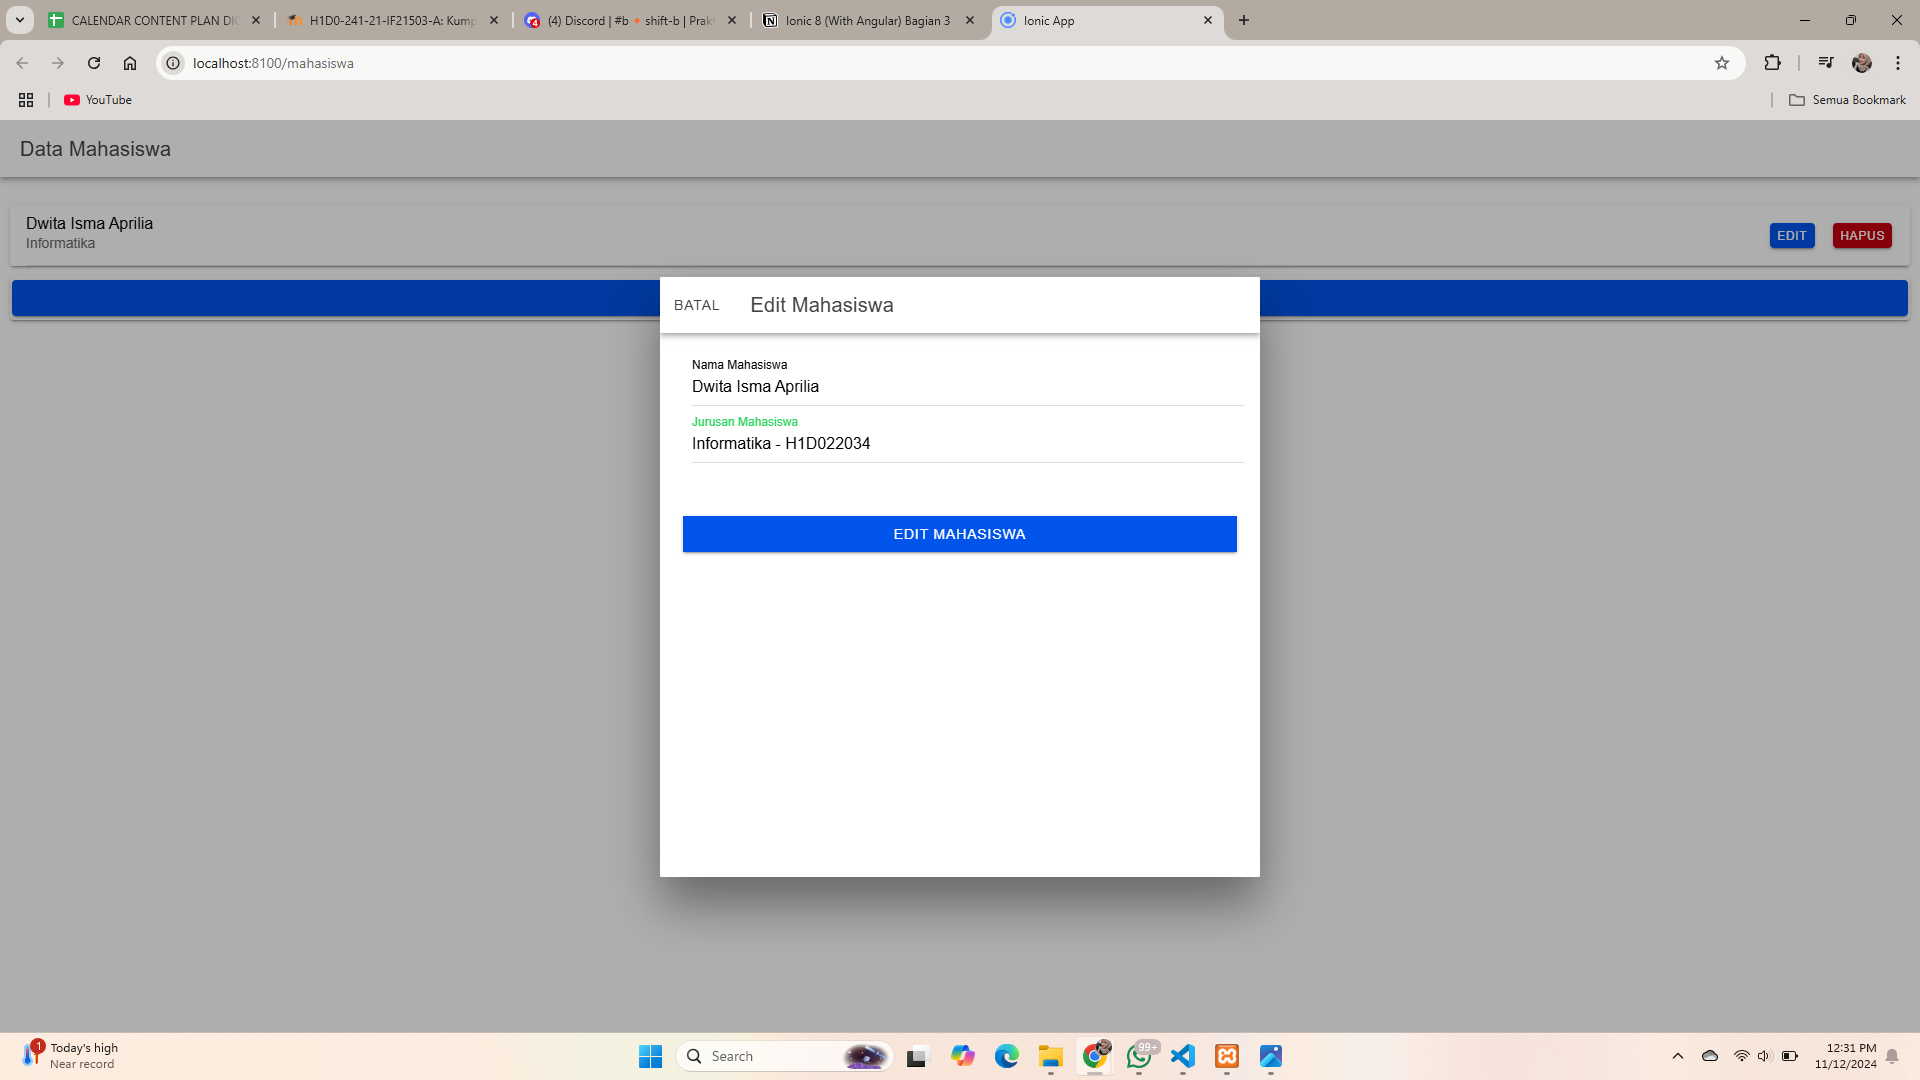 CALENDAR CONTENT PLAN DI
H1D0-241-21-IF21503-A: Kump
(4) Discord | #b shift-b | Prak
Ionic 8 (With Angular) Bagian 3
Ionic App
localhost:8100/mahasiswa
YouTube
Semua Bookmark
Data Mahasiswa
Dwita Isma Aprilia
Informatika
EDIT
HAPUS
BATAL
Edit Mahasiswa
Nama Mahasiswa
Dwita Isma Aprilia
Jurusan Mahasiswa
Informatika - H1D022034
EDIT MAHASISWA
1
Today's high
Near record
Search
99+
12:31 PM
11/12/2024